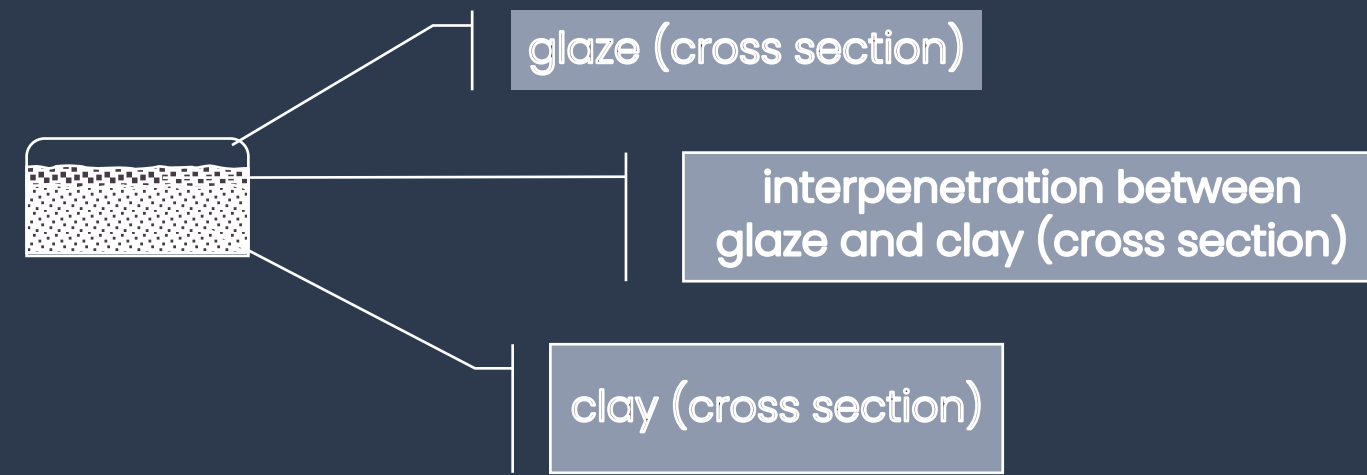 glaze (cross section)
interpenetration between
glaze and clay (cross section)
clay (cross section)